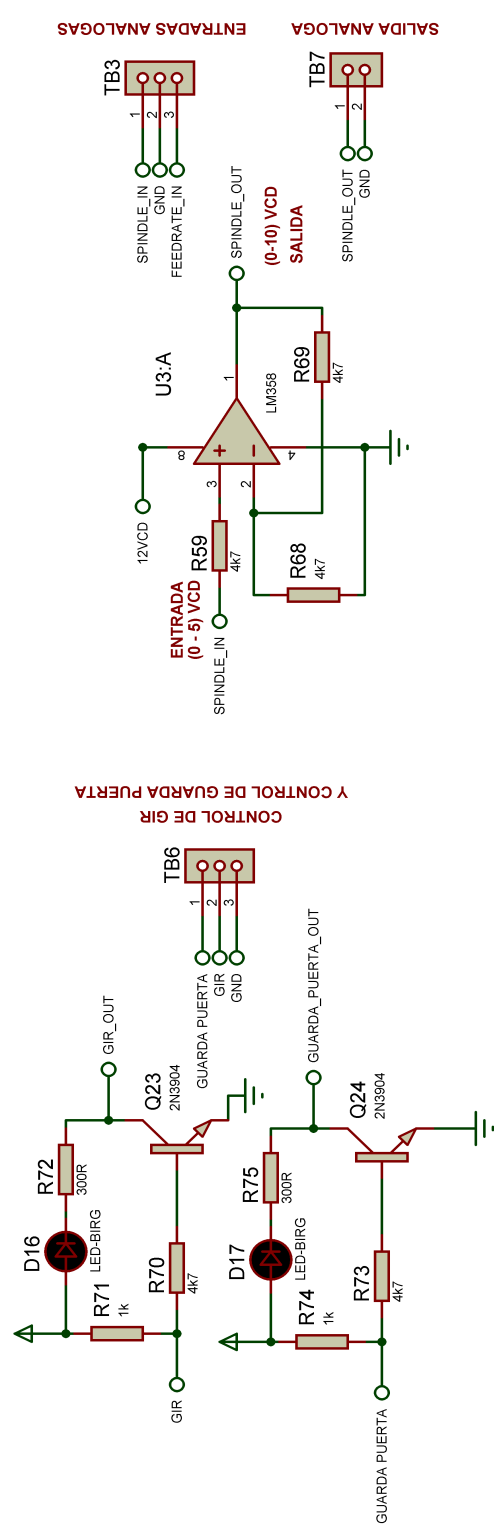 ENTRADAS ANALOGAS
TB3
1
2
3
SPINDLE_IN
GND
FEEDRATE_IN
SALIDA ANALOGA
TB7
1
2
SPINDLE_OUT
GND
12VCD
U3:A
8
3
2
1
4
LM358
SPINDLE_OUT
(0-10) VCD
SALIDA
R69
4k7
R59
4k7
R68
4k7
ENTRADA
(0 - 5) VCD
SPINDLE_IN
Y CONTROL DE GUARDA PUERTA
CONTROL DE GIR
TB6
1
2
3
GUARDA PUERTA
GIR
GND
GIR_OUT
Q23
2N3904
R72
300R
D16
LED-BIRG
R71
1k
R70
4k7
GIR
GUARDA_PUERTA_OUT
Q24
2N3904
R75
300R
D17
LED-BIRG
R74
1k
R73
4k7
GUARDA PUERTA